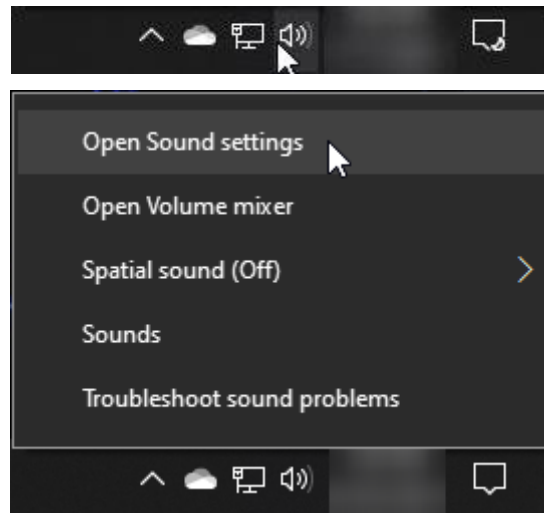 Open Sound settings
Open Volume mixer
Spatial sound (Off)
Sounds
Troubleshoot sound problems